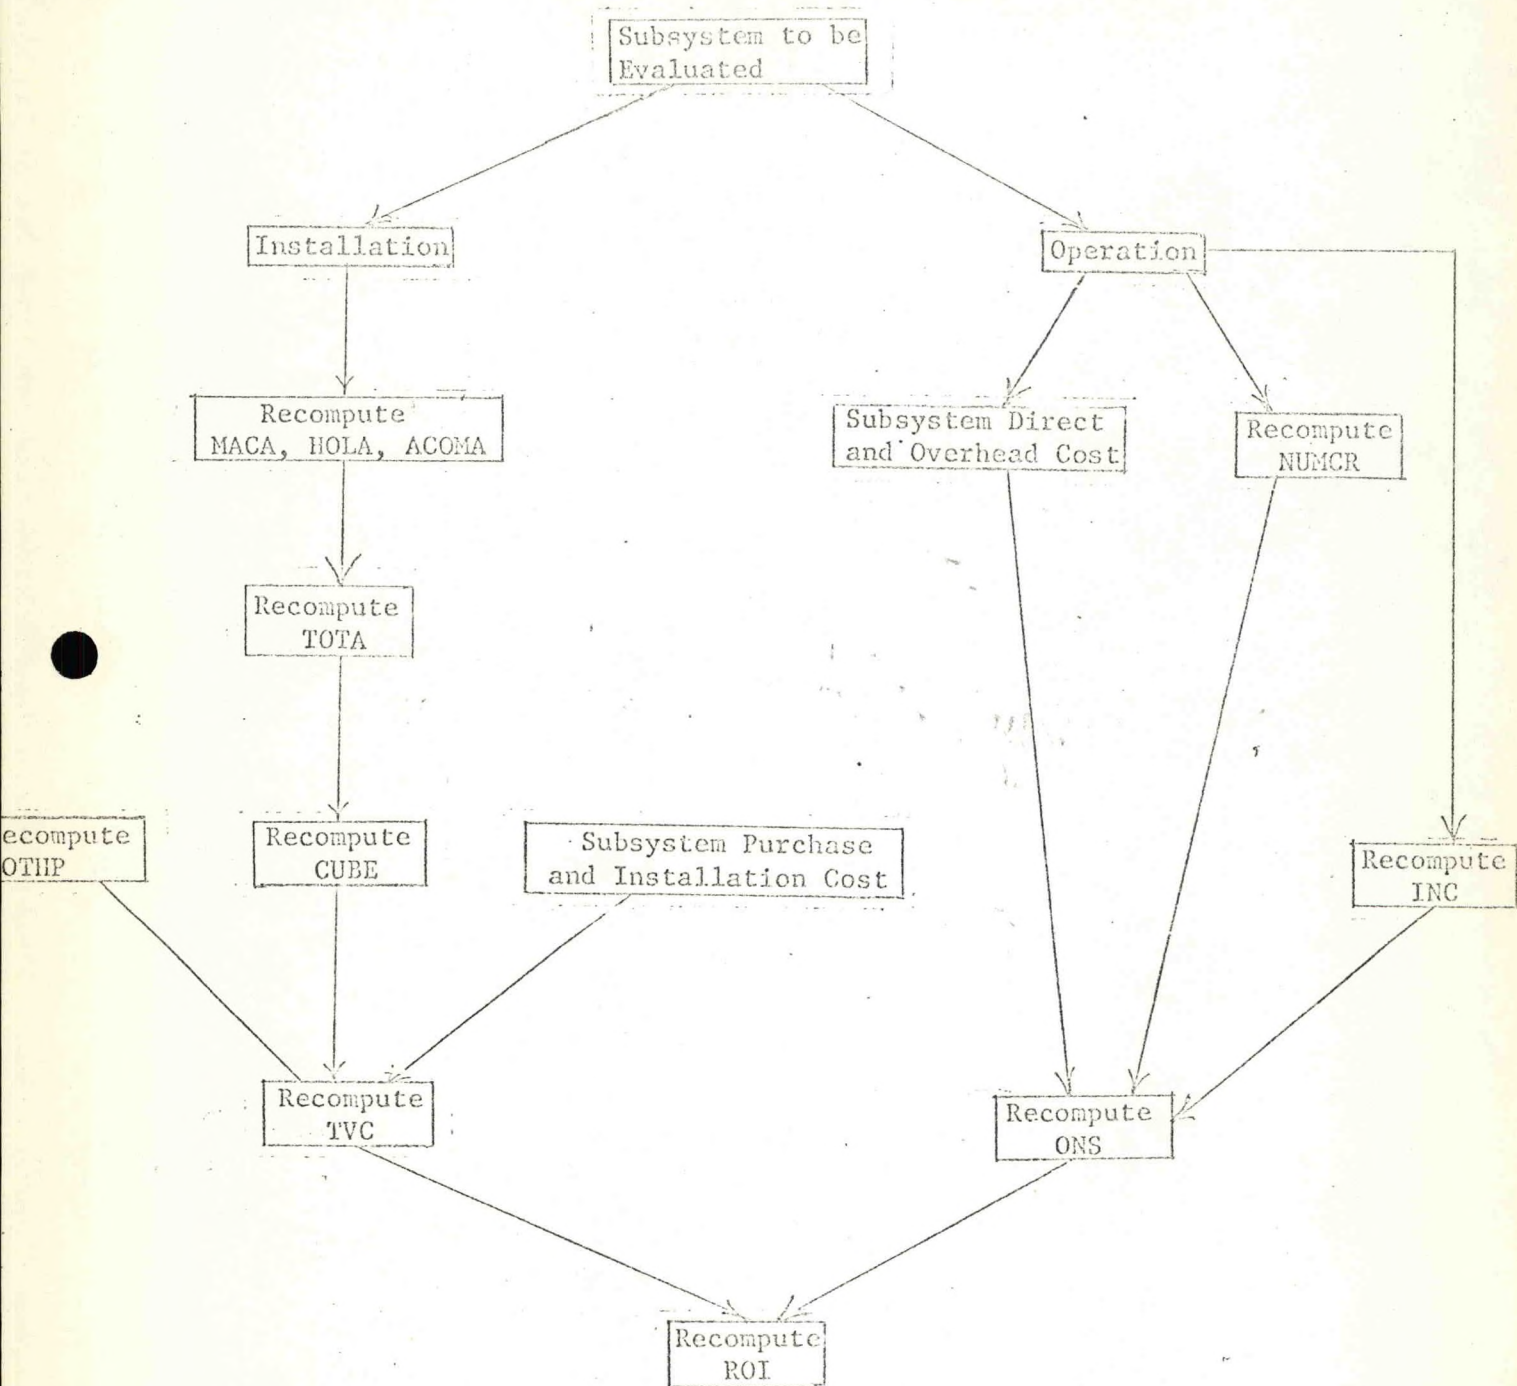 Subsystem to be
Evaluated
Installation
Operation
Recompute
MACA, HOLA, ACOMA
Subsystem Direct
and Overhead Cost
Recompute
NUMCR
Recompute
TOTA
ecompute
OTHP
Recompute
CUBE
Subsystem Purchase
and Installation Cost
Recompute
INC
Recompute
TVC
Recompute
ONS
Recompute
ROI